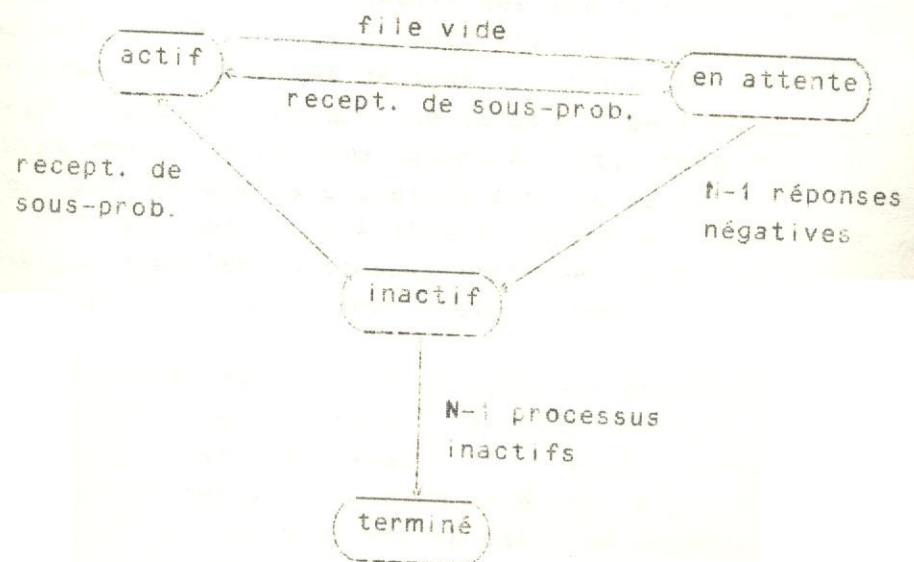 file vide
actif
en attente
recept. de sous-prob.
recept. de
sous-prob.
N-1 réponses
négatives
inactif
N-1 processus
inactifs
terminé